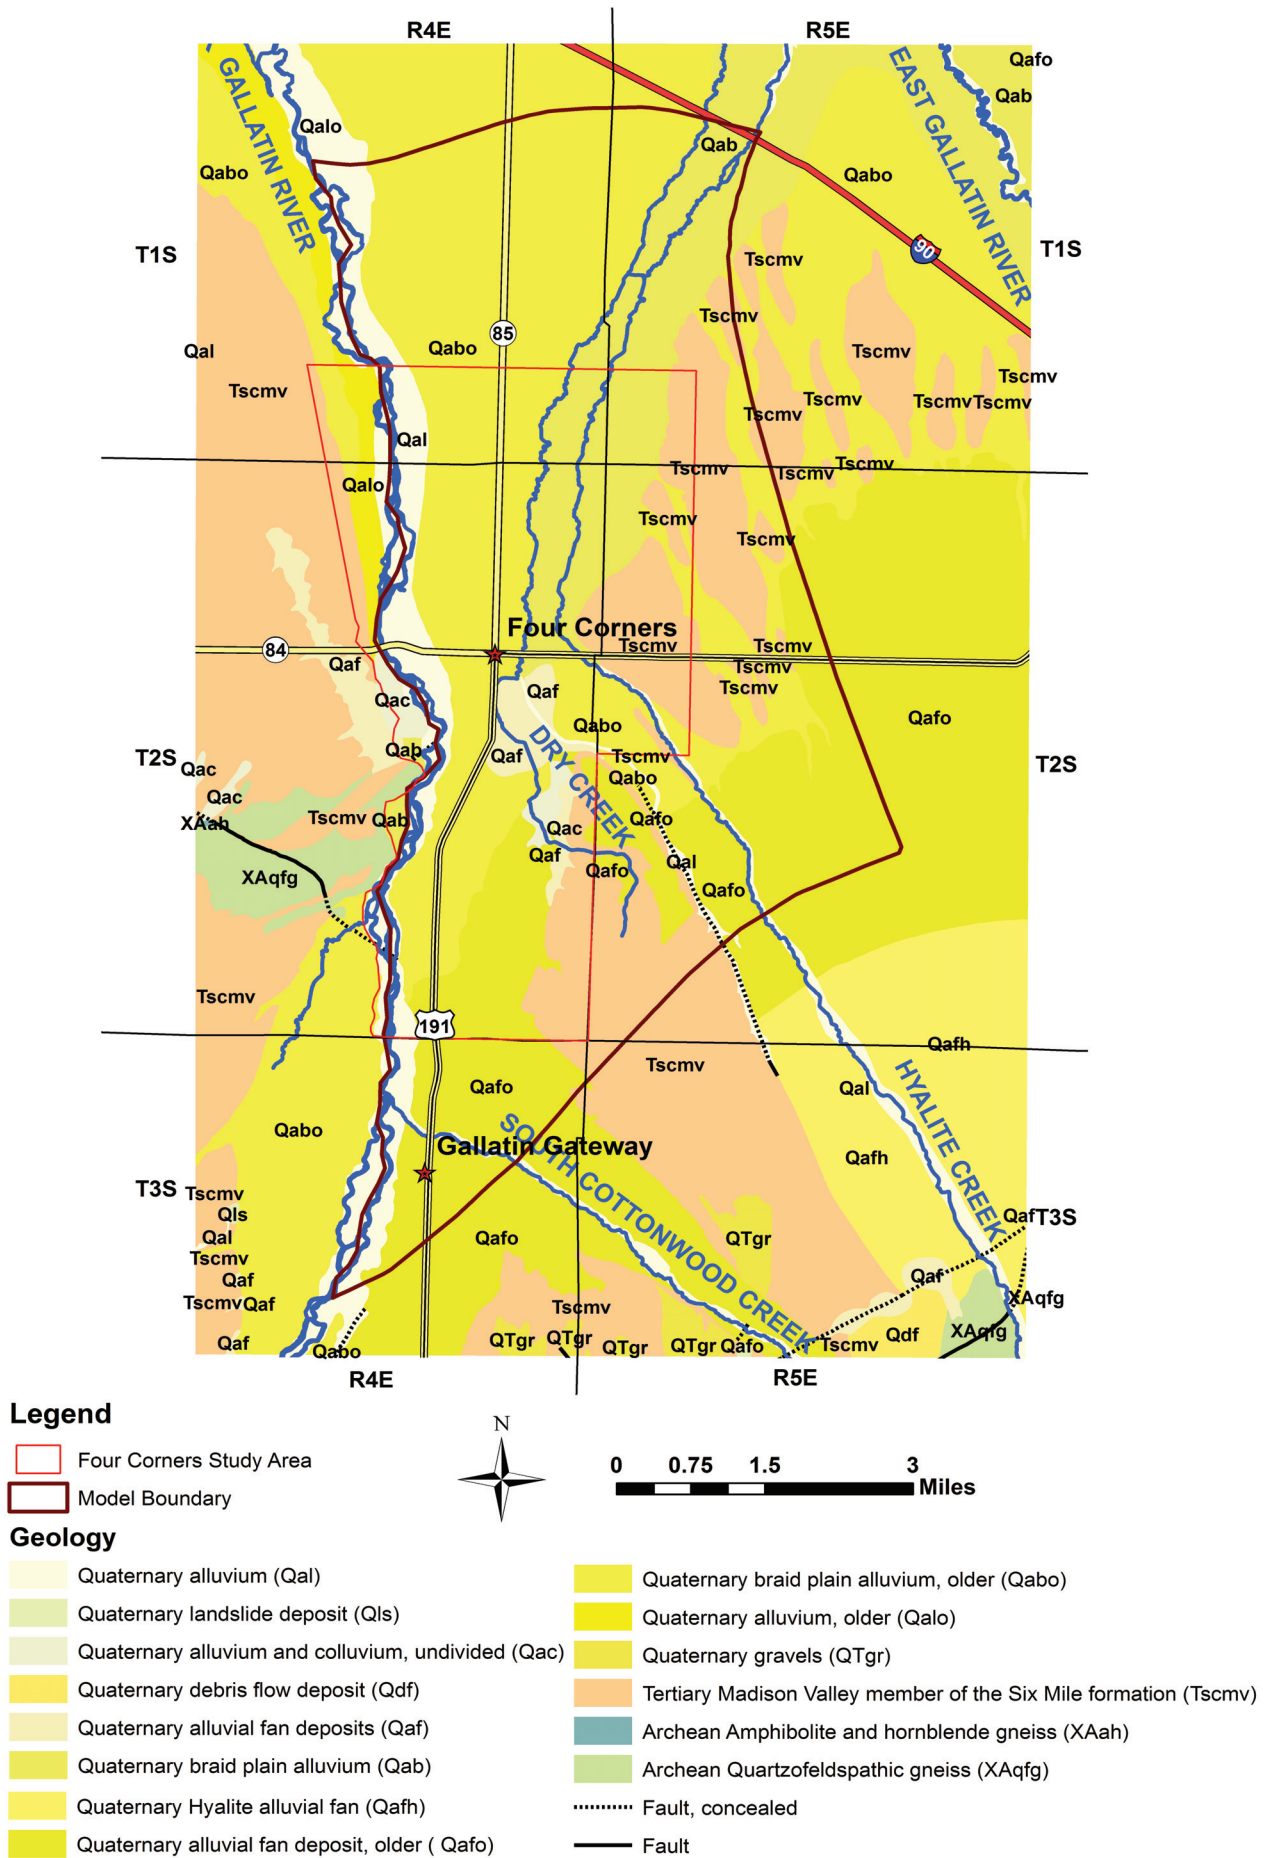 R4E
R5E
GALLATIN RIVER
EAST GALLATIN RIVER
Qafo
Qab
Qalo
Qab
Qabo
Qabo
T1S
T1S
90
Tscmv
Tscmv
85
Qabo
Qal
Tscmv
Tscmv
Tscmv
Tscmv
Tscmv
Tscmv
Tscmv
Qal
Tscmv
Tscmv
Tscmv
Qalo
Tscmv
Tscmv
Four Corners
84
Tscmv
Tscmv
Qaf
Tscmv
Tscmv
Qac
Qaf
Qabo
Qafo
DRY CREEK
Qab
Qaf
Tscmv
T2S
T2S
Qac
Qabo
Qac
XAah
Tscmv
Qab
Qac
Qafo
Qaf
Qal
XAqfg
Qafo
Qafo
Tscmv
191
Qafh
Tscmv
HYALITE CREEK
Qafo
Qal
Qabo
SOUTH COTTONWOOD CREEK
Gallatin Gateway
Qafh
T3S
Tscmv
Qls
Qaf
T3S
Qal
Qafo
QTgr
Tscmv
Qaf
Qaf
Tscmv
Qaf
Tscmv
XAqfg
Qaf
Qabo
QTgr
QTgr
QTgr
QTgr
Qafo
Tscmv
Qdf
XAqfg
R4E
R5E
Legend
Four Corners Study Area
Model Boundary
N
0 0.75 1.5 3
Miles
Geology
Quaternary alluvium (Qal)
Quaternary landslide deposit (Qls)
Quaternary alluvium and colluvium, undivided (Qac)
Quaternary debris flow deposit (Qdf)
Quaternary alluvial fan deposits (Qaf)
Quaternary braid plain alluvium (Qab)
Quaternary Hyalite alluvial fan (Qafh)
Quaternary alluvial fan deposit, older ( Qafo)
Quaternary braid plain alluvium, older (Qabo)
Quaternary alluvium, older (Qalo)
Quaternary gravels (QTgr)
Tertiary Madison Valley member of the Six Mile formation (Tscmv)
Archean Amphibolite and hornblende gneiss (XAah)
Archean Quartzofeldspathic gneiss (XAqfg)
Fault, concealed
Fault